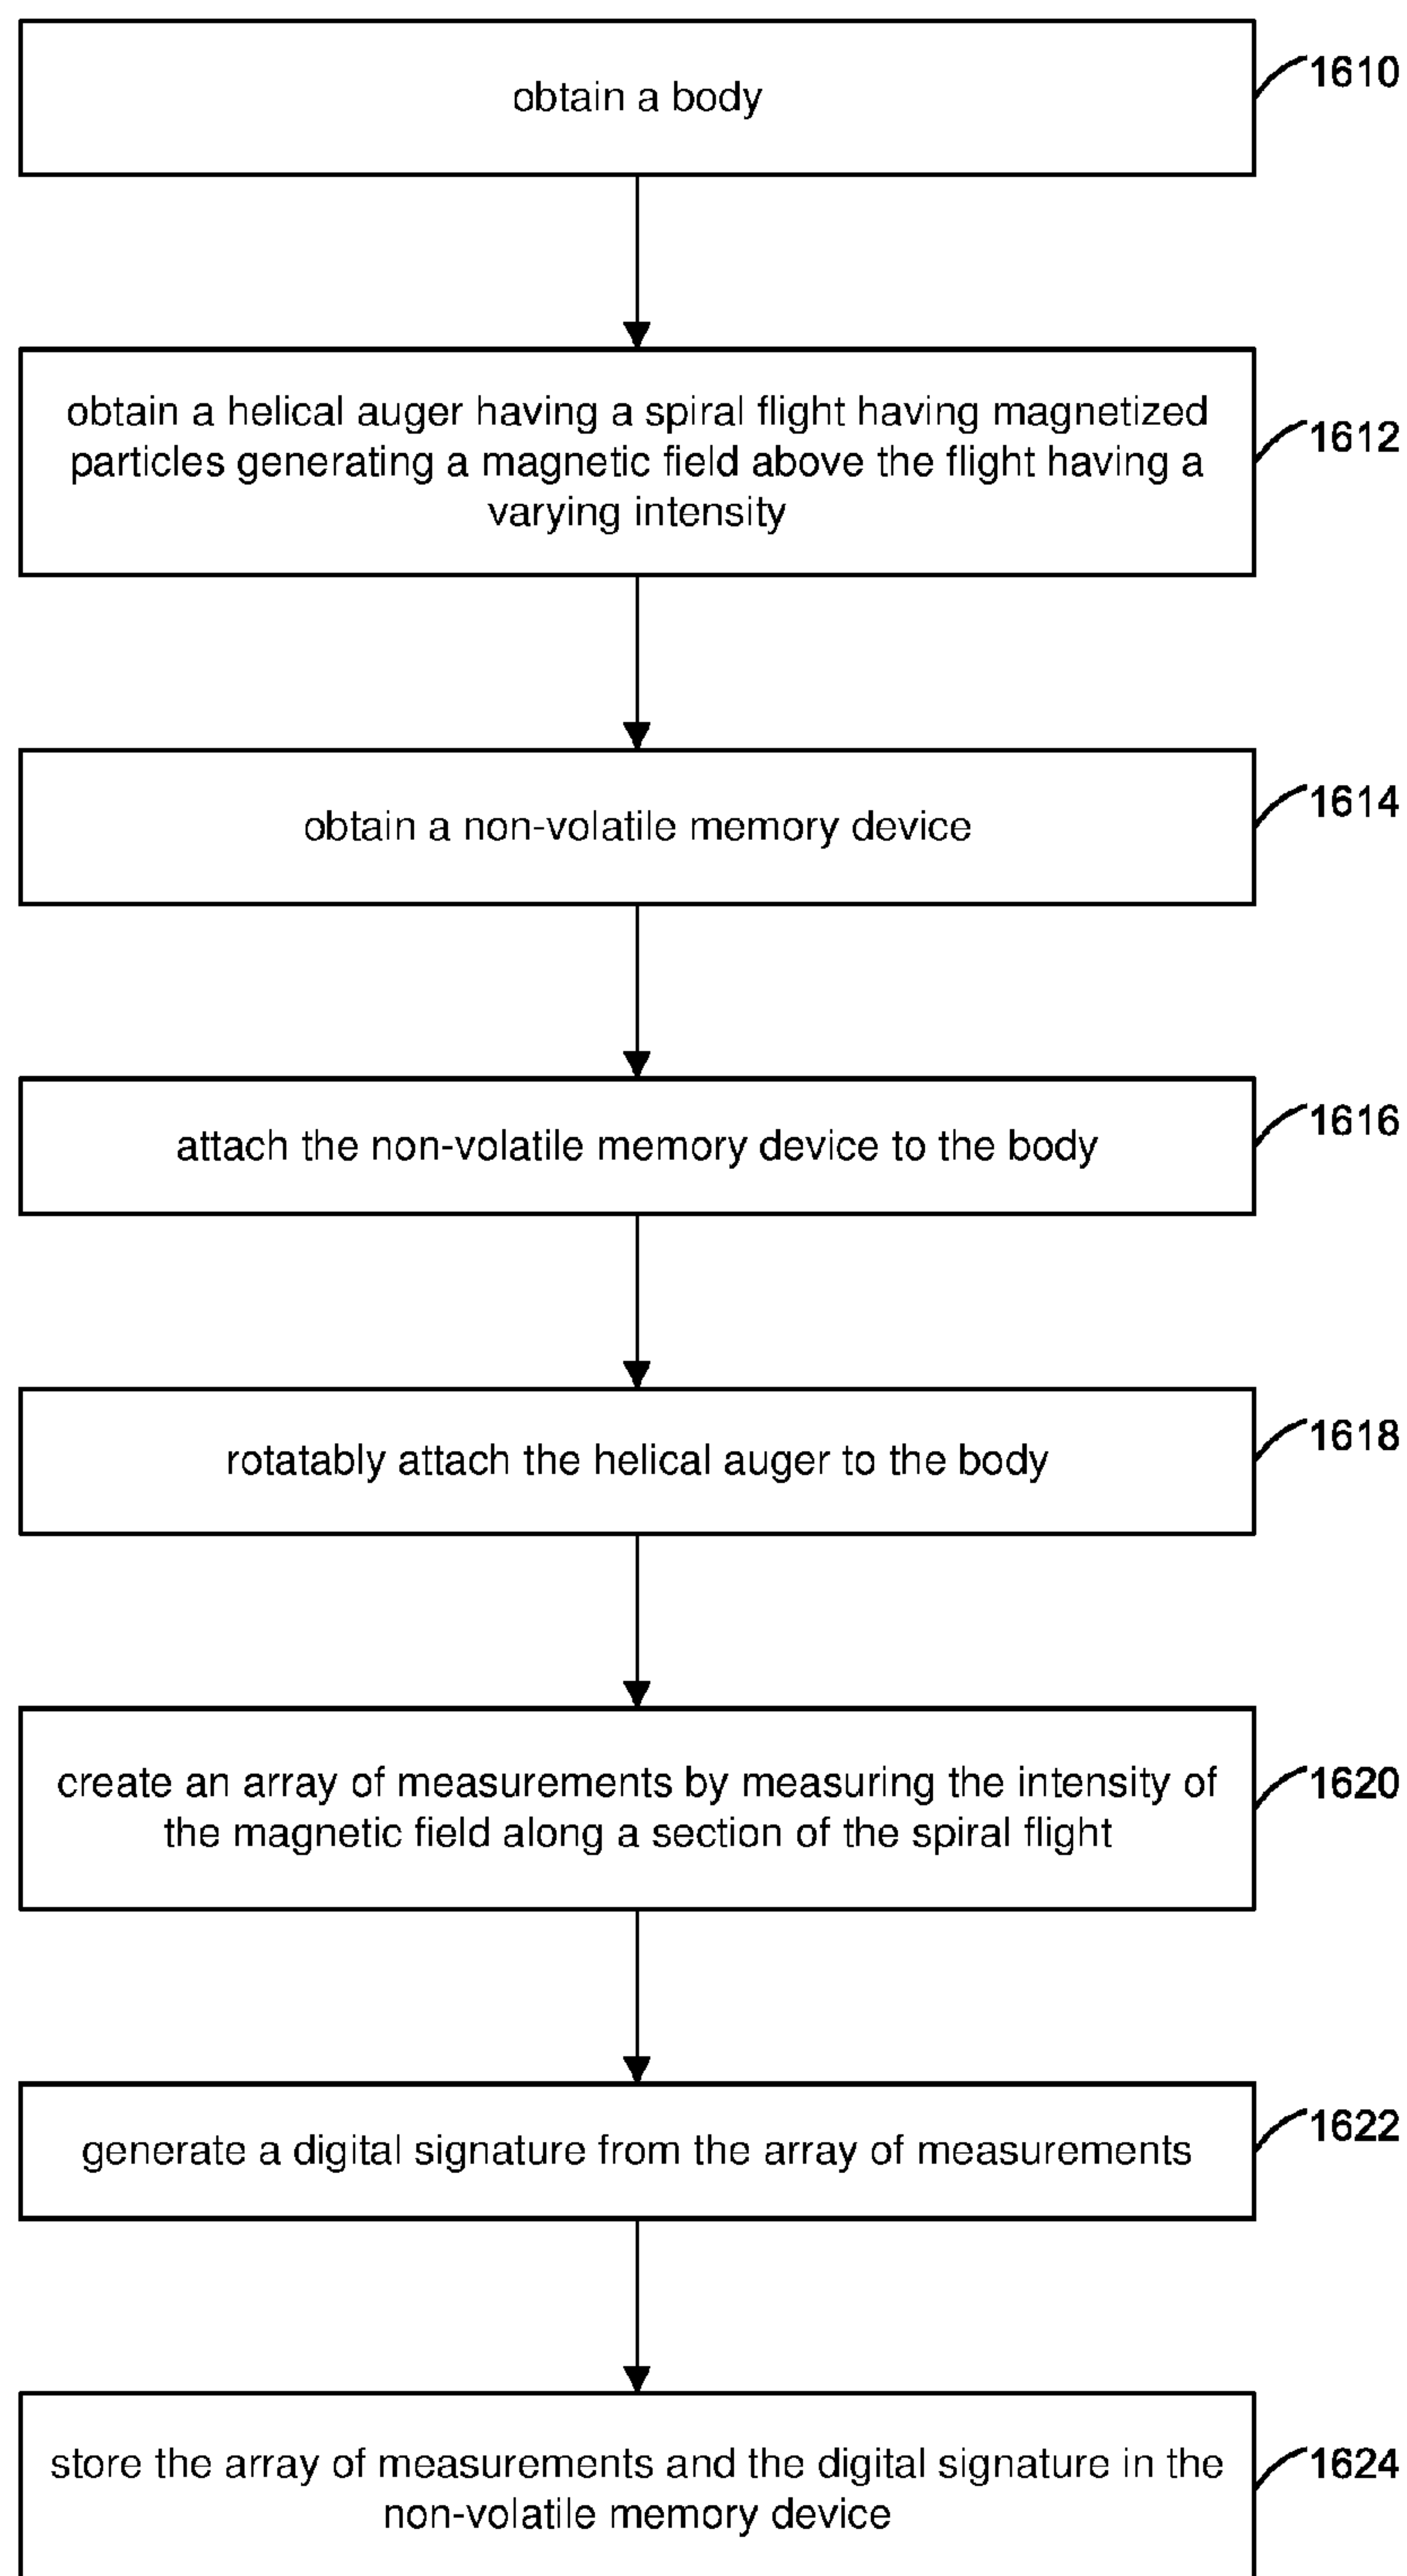 obtain a body
1610
obtain a helical auger having a spiral flight having magnetized
particles generating a magnetic field above the flight having a
varying intensity
1612
obtain a non-volatile memory device
1614
attach the non-volatile memory device to the body
1616
rotatably attach the helical auger to the body
1618
create an array of measurements by measuring the intensity of
the magnetic field along a section of the spiral flight
1620
generate a digital signature from the array of measurements
1622
store the array of measurements and the digital signature in the
non-volatile memory device
1624